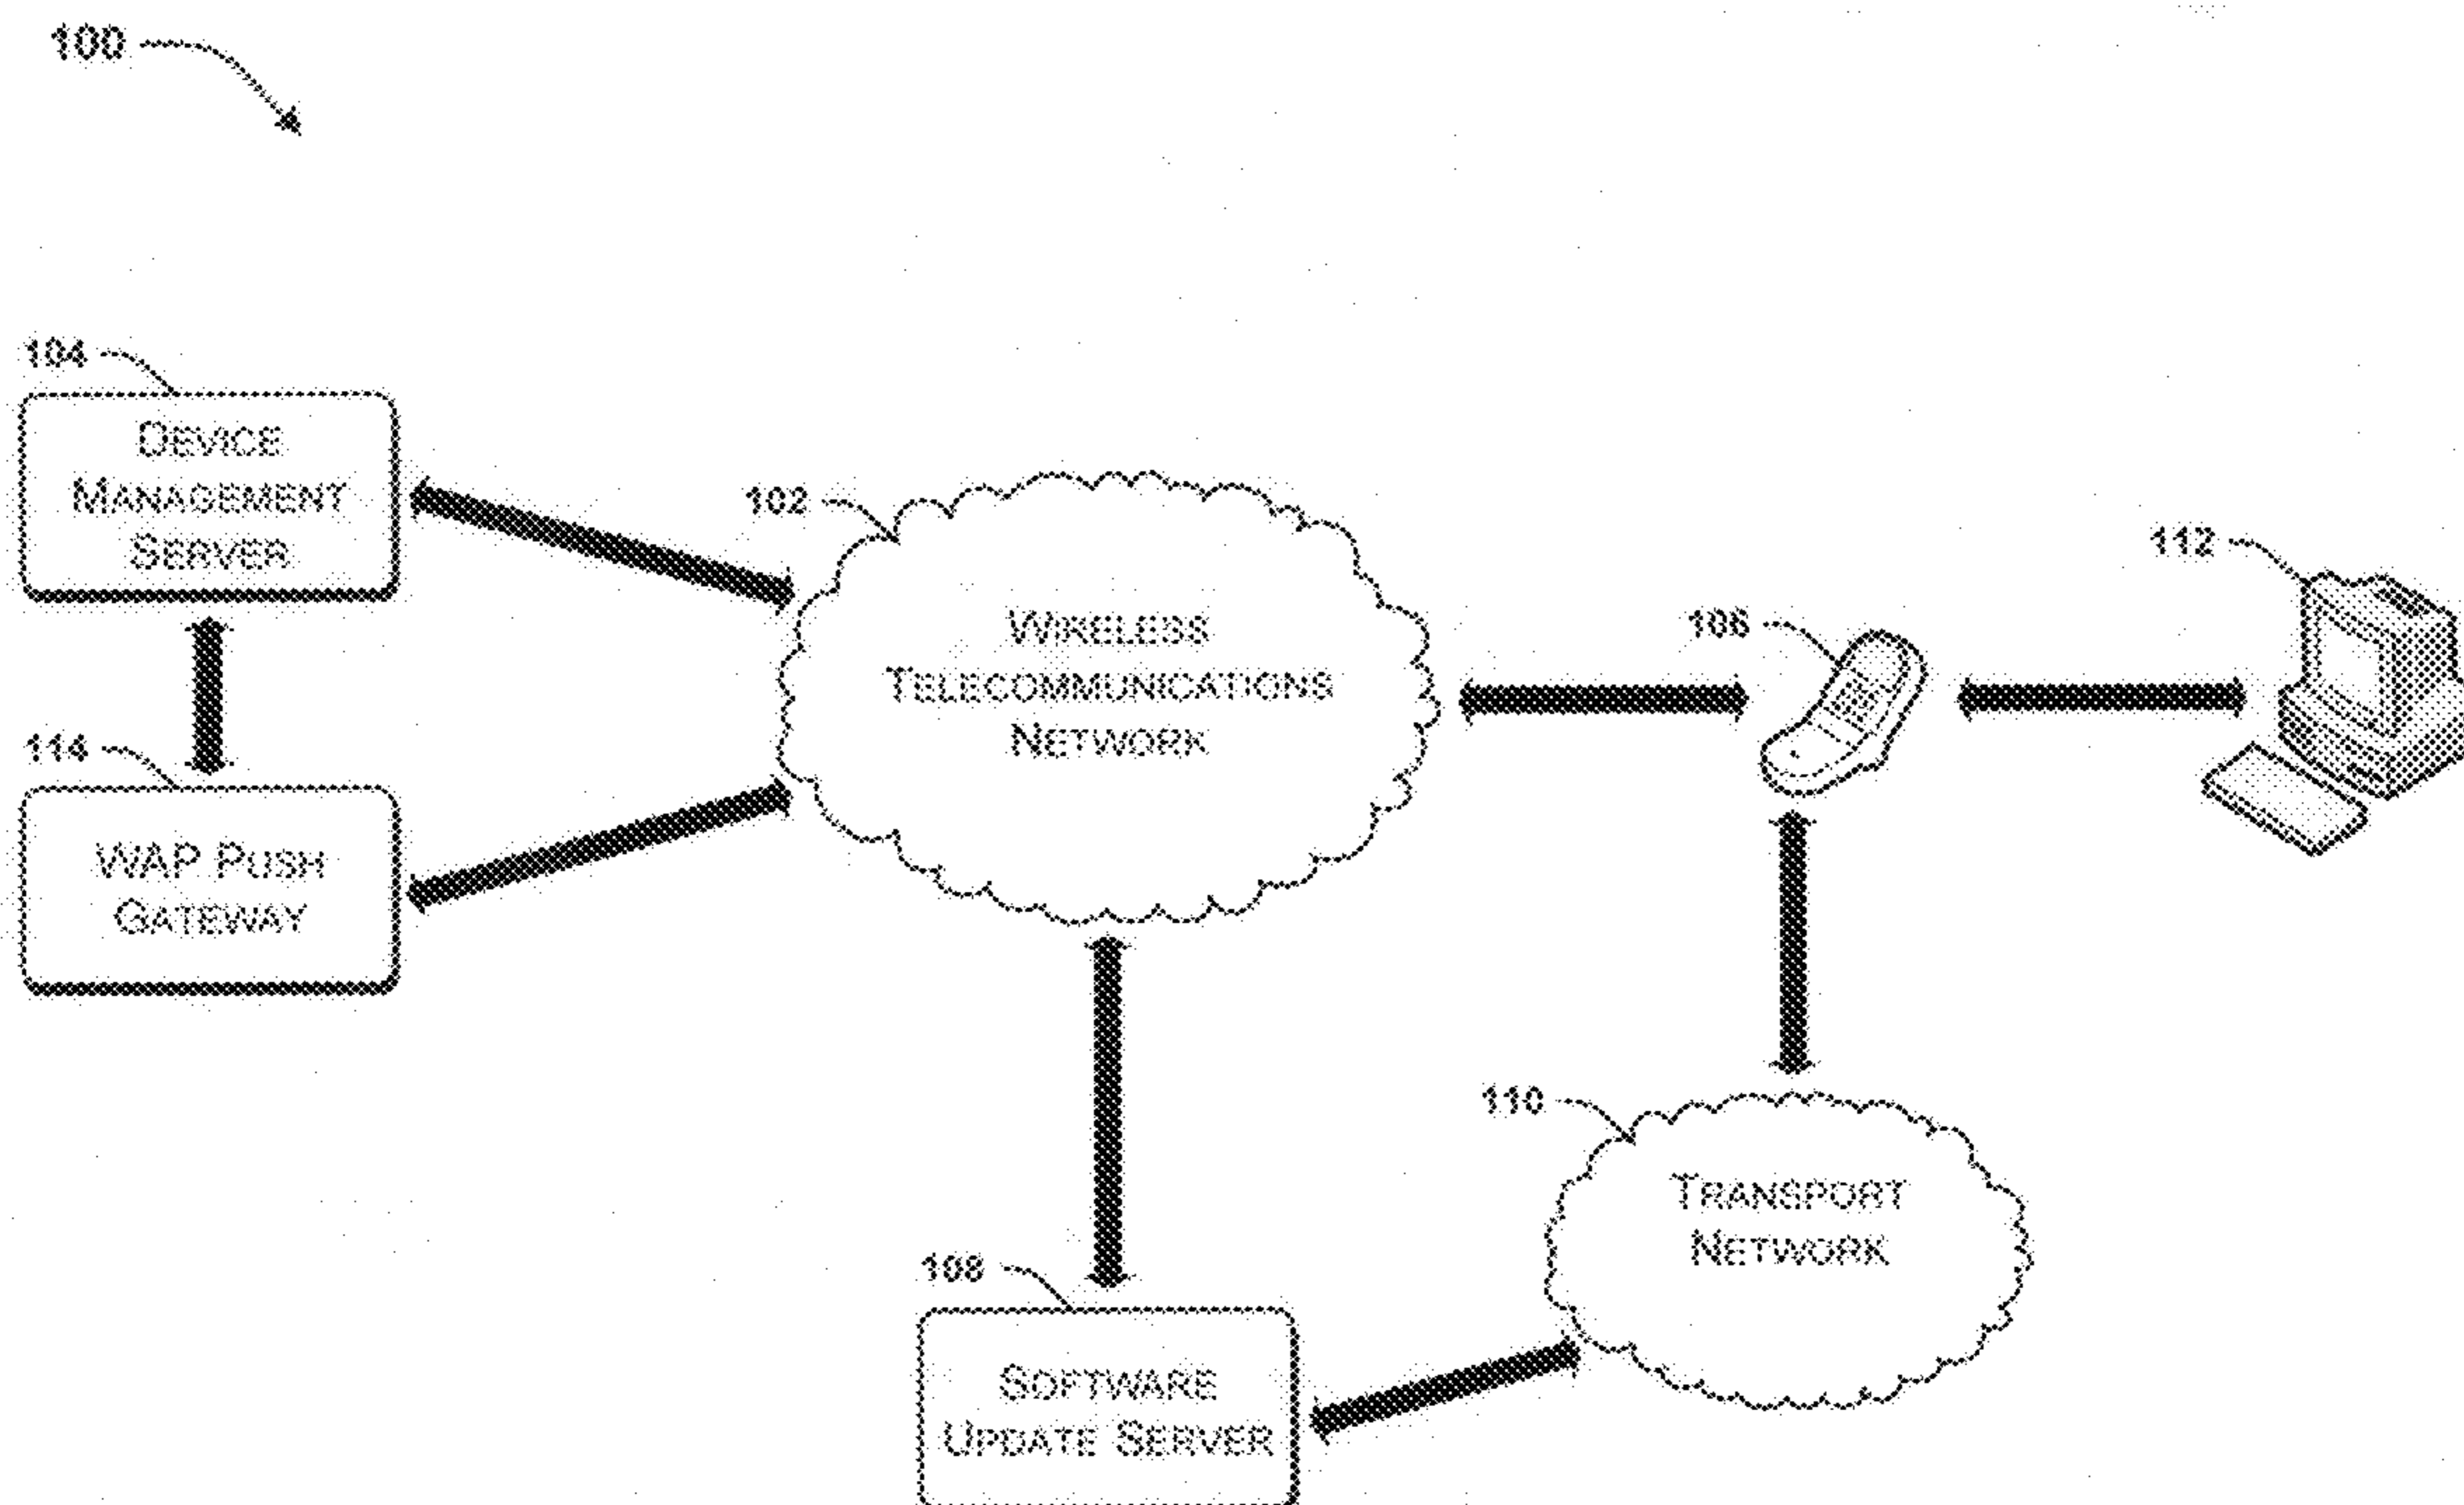 100
104
DEVICE
MANAGEMENT
SERVER
102
WIRELESS
TELECOMMUNICATIONS
NETWORK
106
112
114
WAP PUSH
GATEWAY
110
TRANSPORT
NETWORK
108
SOFTWARE
UPDATE SERVER